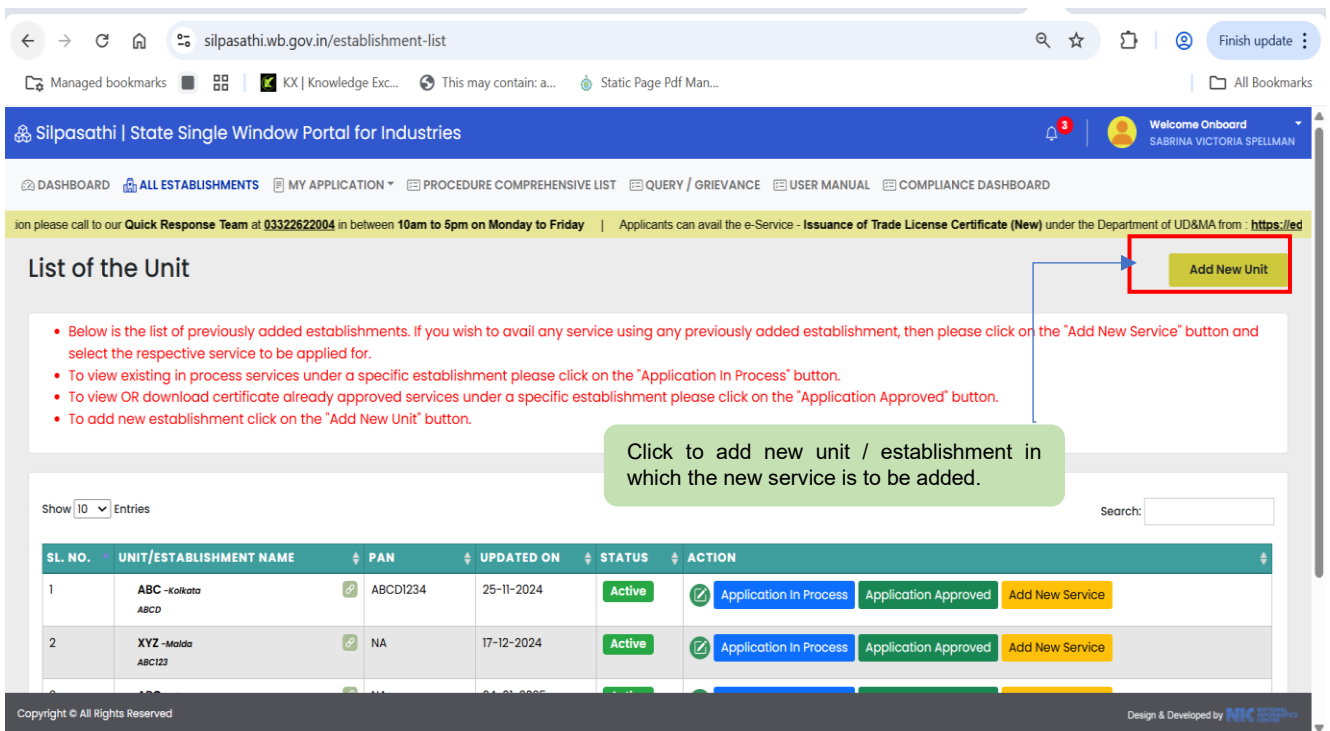 silpasathi.wb.gov.in/establishment-list
Finish update
Managed bookmarks
KX | Knowledge Exc...
This may contain: a...
Static Page Pdf Man...
All Bookmarks
Silpasathi | State Single Window Portal for Industries
3
Welcome Onboard
SABRINA VICTORIA SPELLMAN
DASHBOARD ALL ESTABLISHMENTS MY APPLICATION PROCEDURE COMPREHENSIVE LIST QUERY / GRIEVANCE USER MANUAL COMPLIANCE DASHBOARD
ion please call to our Quick Response Team at 03322622004 in between 10am to 5pm on Monday to Friday | Applicants can avail the e-Service - Issuance of Trade License Certificate (New) under the Department of UD&MA from : https://ed
List of the Unit
Add New Unit
• Below is the list of previously added establishments. If you wish to avail any service using any previously added establishment, then please click on the "Add New Service" button and
select the respective service to be applied for.
• To view existing in process services under a specific establishment please click on the "Application In Process" button.
• To view OR download certificate already approved services under a specific establishment please click on the "Application Approved" button.
• To add new establishment click on the "Add New Unit" button.
Click to add new unit / establishment in
which the new service is to be added.
Show 10 Entries
Search:
SL. NO. UNIT/ESTABLISHMENT NAME PAN UPDATED ON STATUS ACTION
1 ABC -Kolkata ABCD1234 25-11-2024 Active Application In Process Application Approved Add New Service
ABCD
2 XYZ -Malda NA 17-12-2024 Active Application In Process Application Approved Add New Service
ABC123
Copyright © All Rights Reserved
Design & Developed by NIC NATIONAL INFORMATICS CENTRE